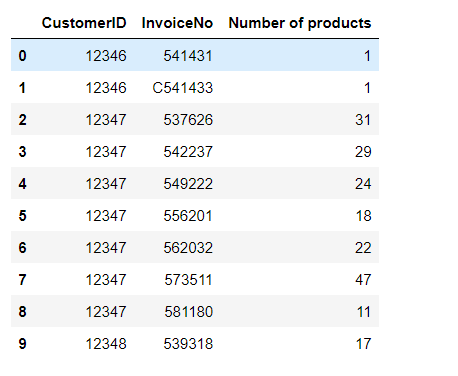 CustomerID InvoiceNo Number of products
0 12346 541431 1
1 12346 C541433 1
2 12347 537626 31
3 12347 542237 29
4 12347 549222 24
5 12347 556201 18
6 12347 562032 22
7 12347 573511 47
8 12347 581180 11
9 12348 539318 17